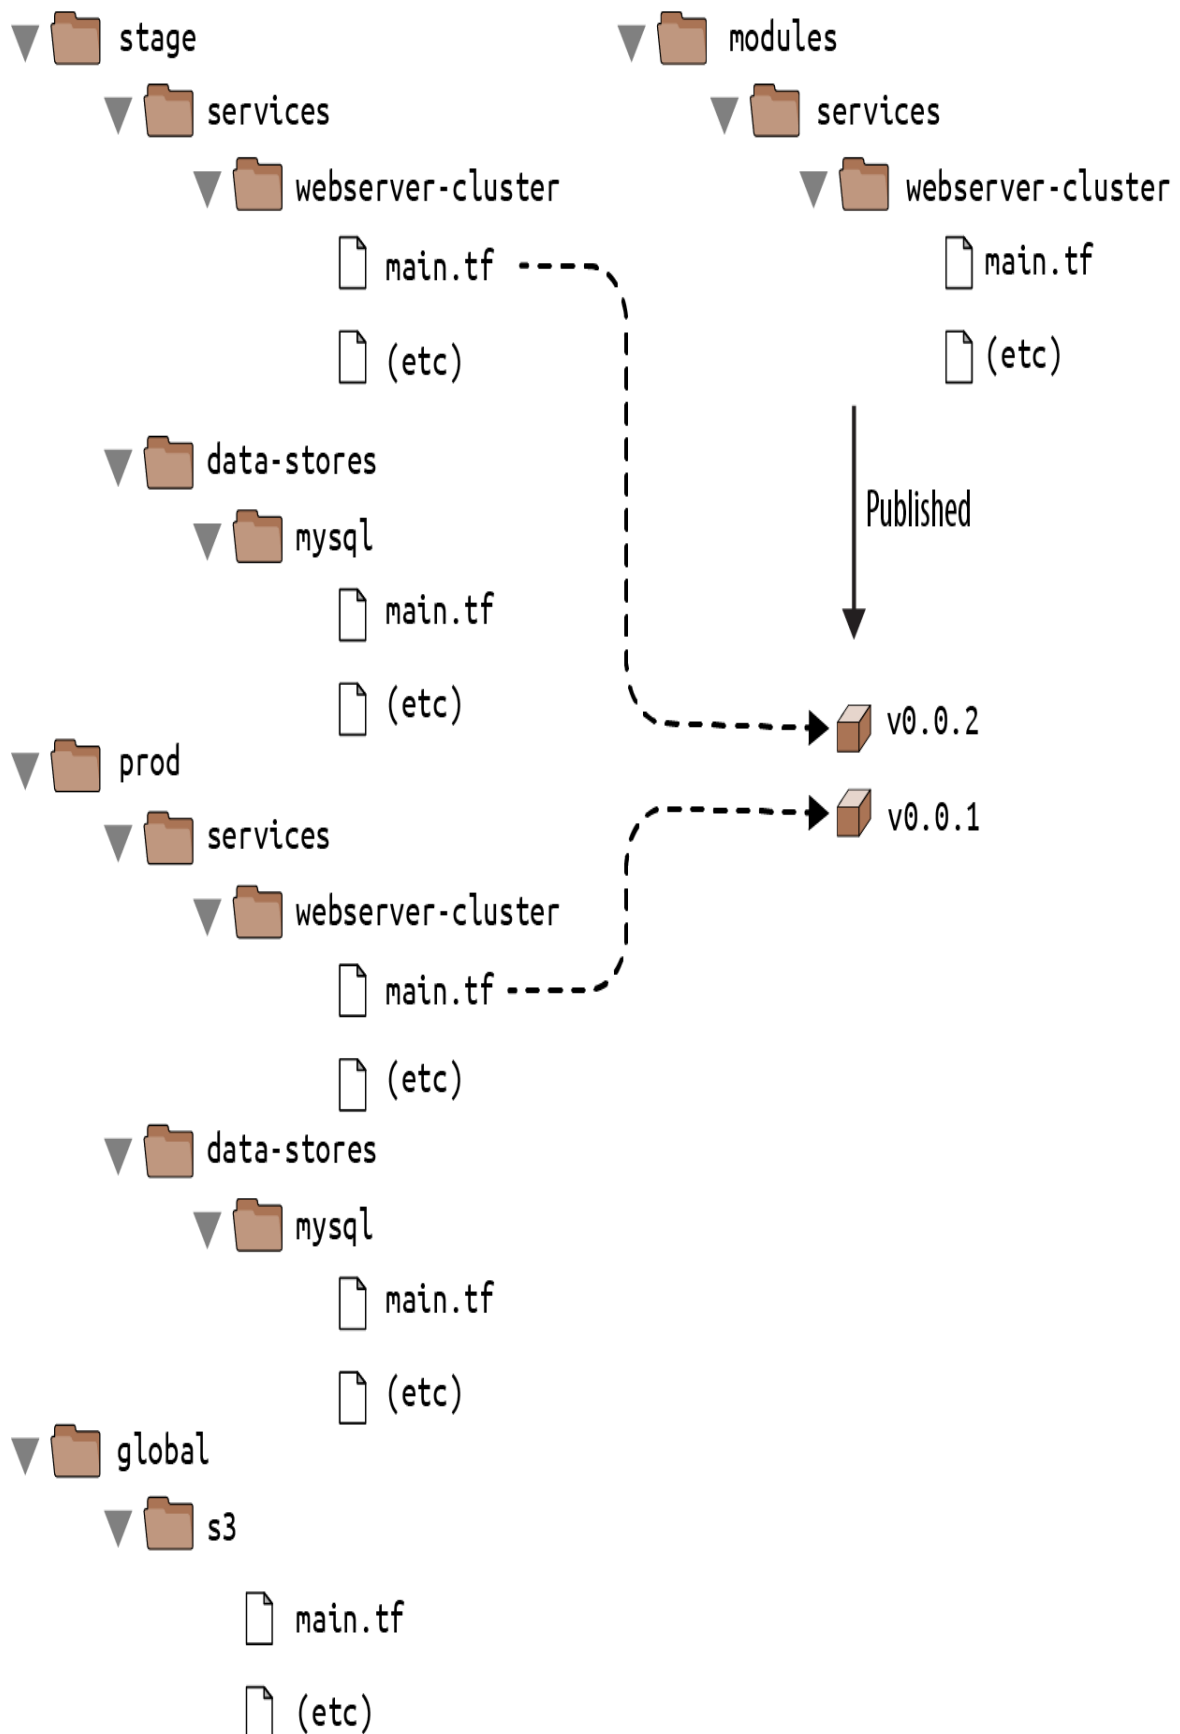 stage
services
webserver-cluster
main.tf
(etc)
data-stores
mysql
main.tf
(etc)
prod
services
webserver-cluster
main.tf
(etc)
data-stores
mysql
main.tf
(etc)
global
s3
main.tf
(etc)
modules
services
webserver-cluster
main.tf
(etc)
Published
v0.0.2
v0.0.1